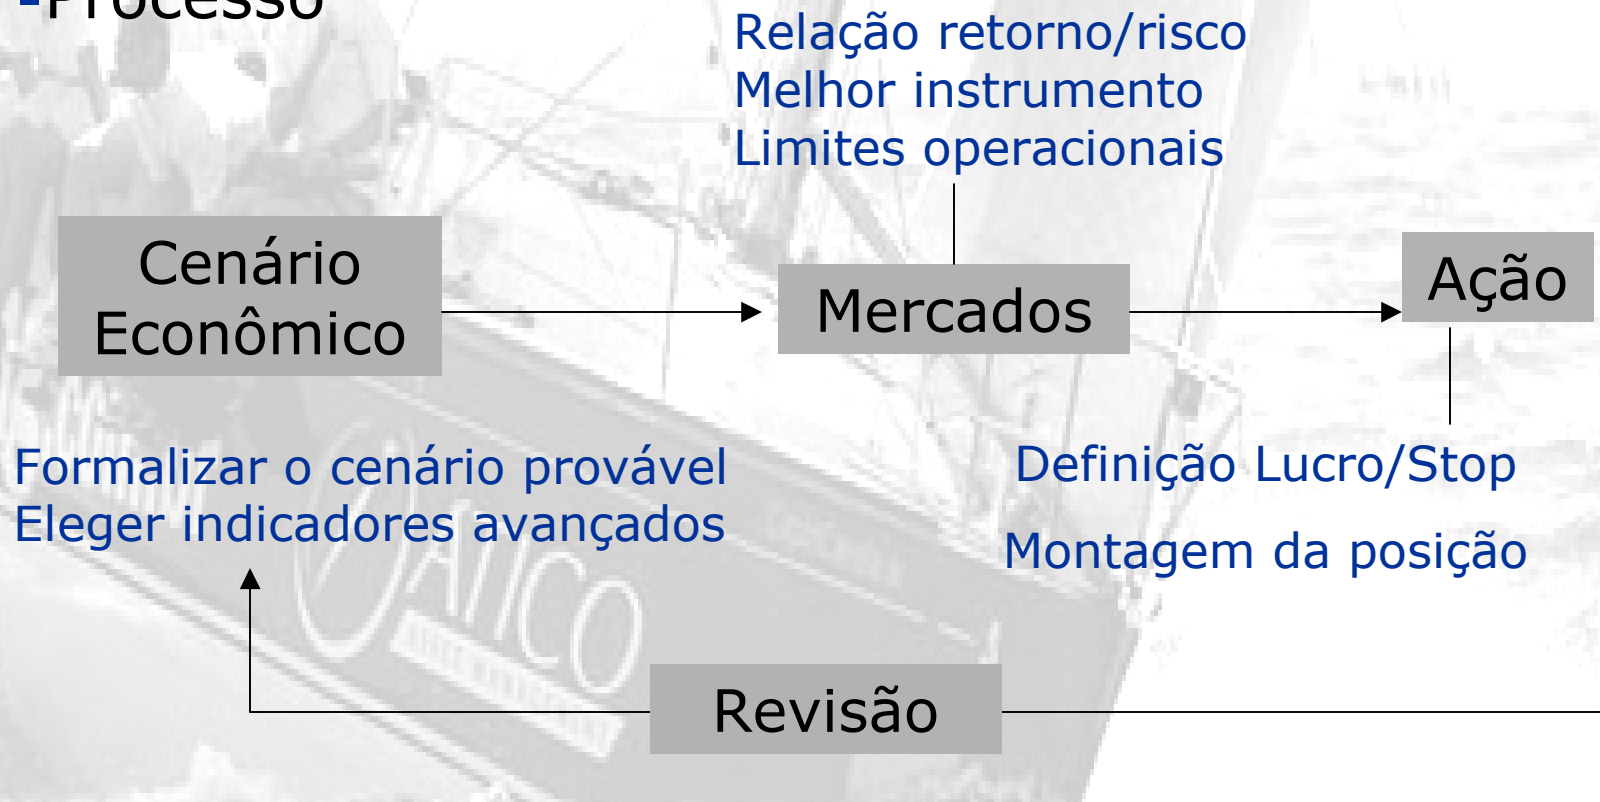 -Processo
Relação retorno/risco
Melhor instrumento
Limites operacionais
Cenário
Econômico
Mercados
Ação
Formalizar o cenário provável
Eleger indicadores avançados
Definição Lucro/Stop
Montagem da posição
Revisão